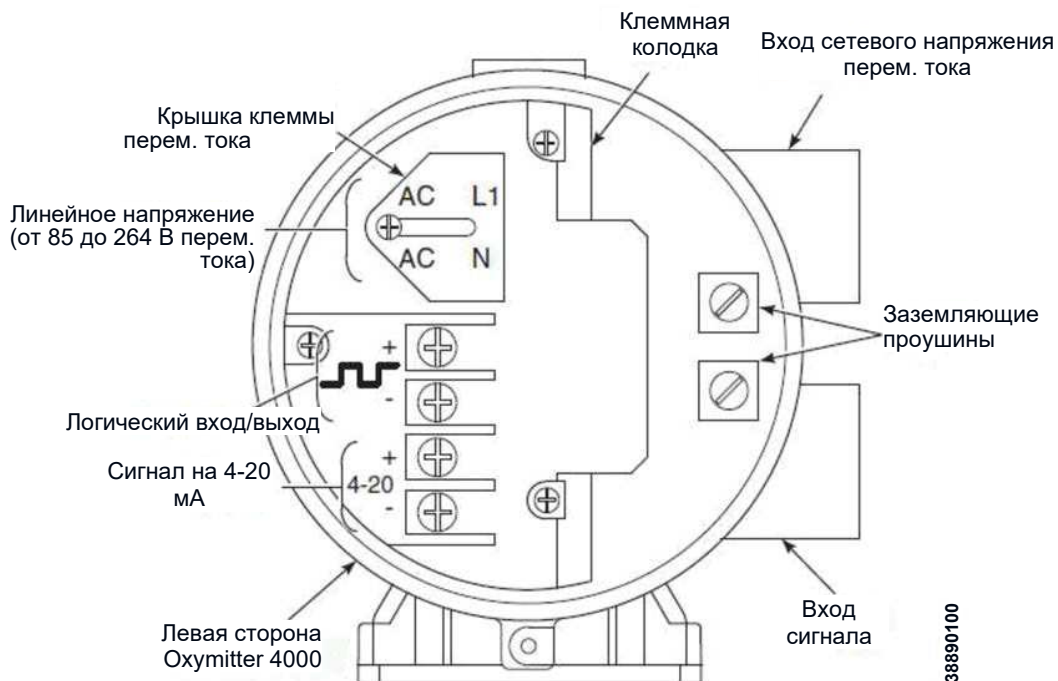 Клеммная
колодка
Вход сетевого напряжения
перем. тока
Крышка клеммы
перем. тока
AC L1
Линейное напряжение
(от 85 до 264 В перем.
тока)
AC N
Заземляющие
проушины
+
-
Логический вход/выход
+
Сигнал на 4-20
мА
4-20
-
Вход
сигнала
Левая сторона
Oxymitter 4000
38890100